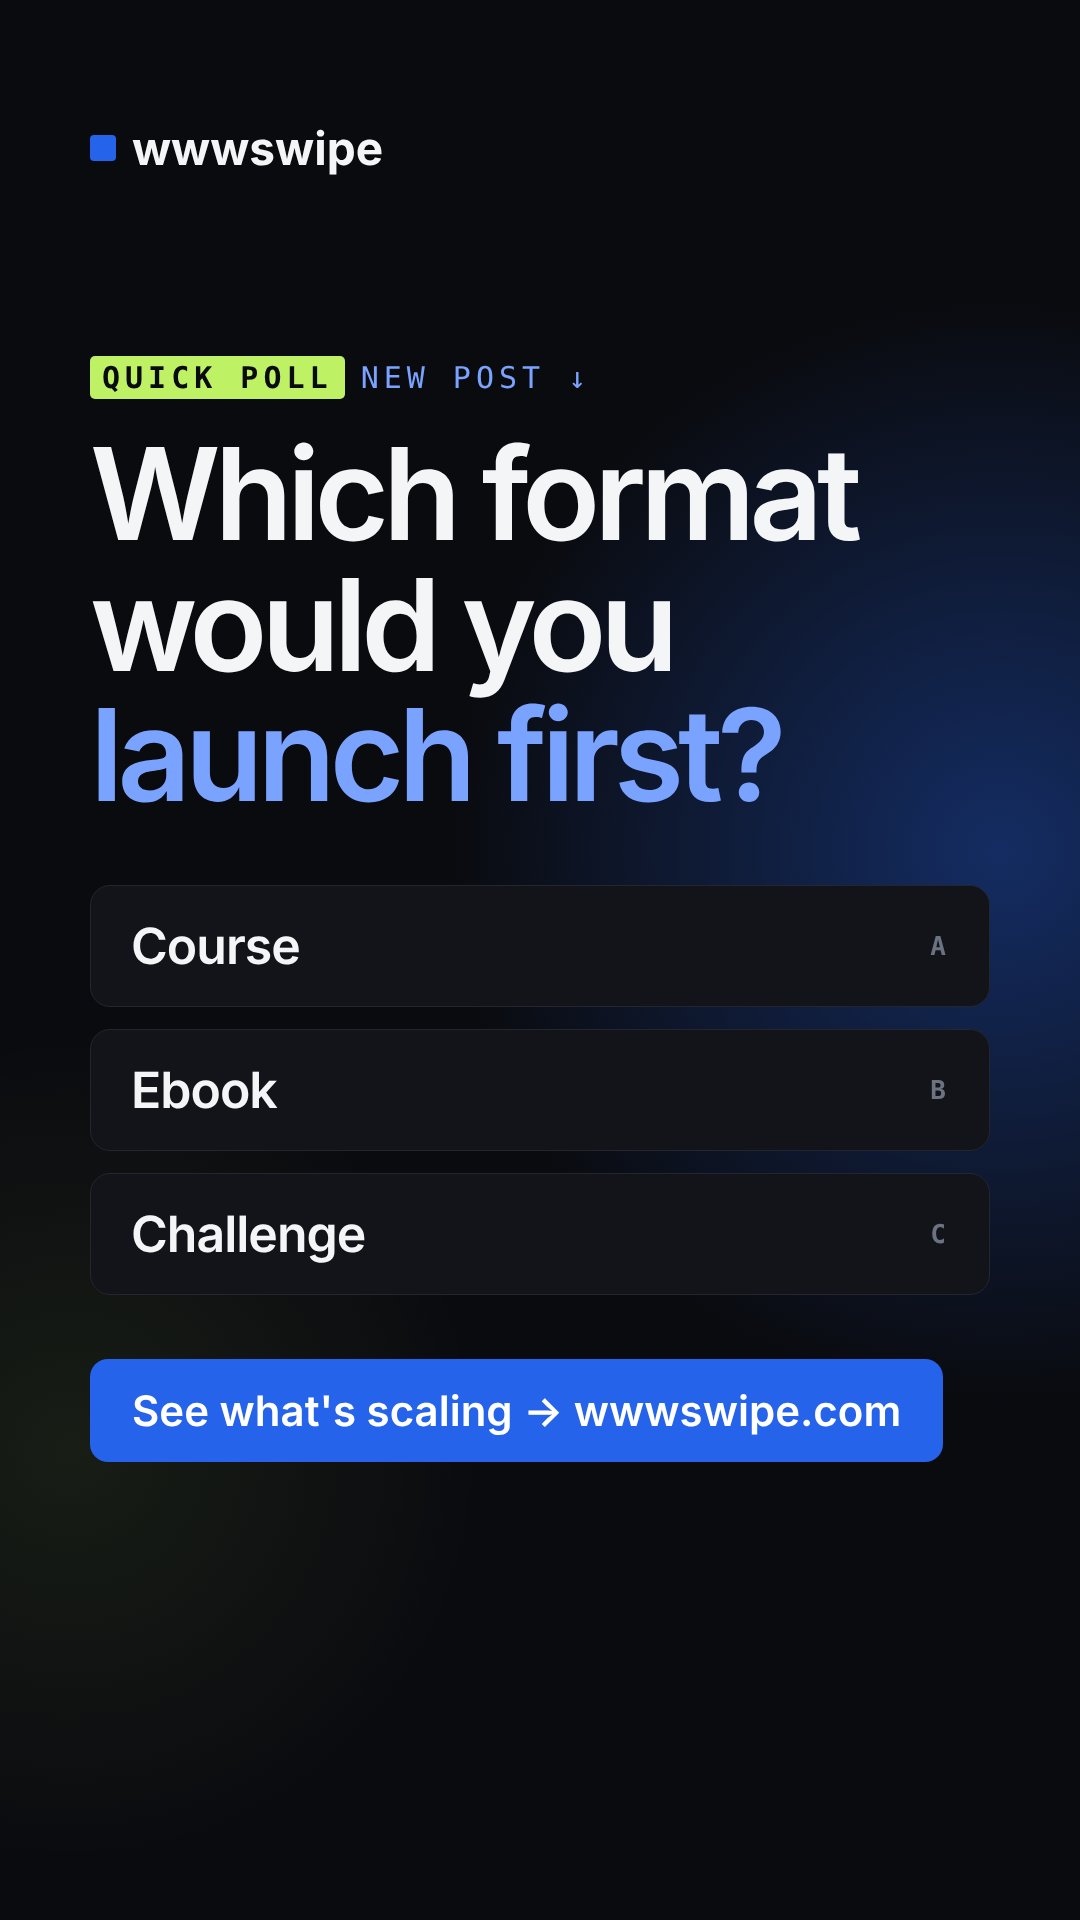 wwwswipe
QUICK POLL NEW POST ↓
Which format
would you
launch first?
Course A
Ebook B
Challenge C
See what's scaling → wwwswipe.com